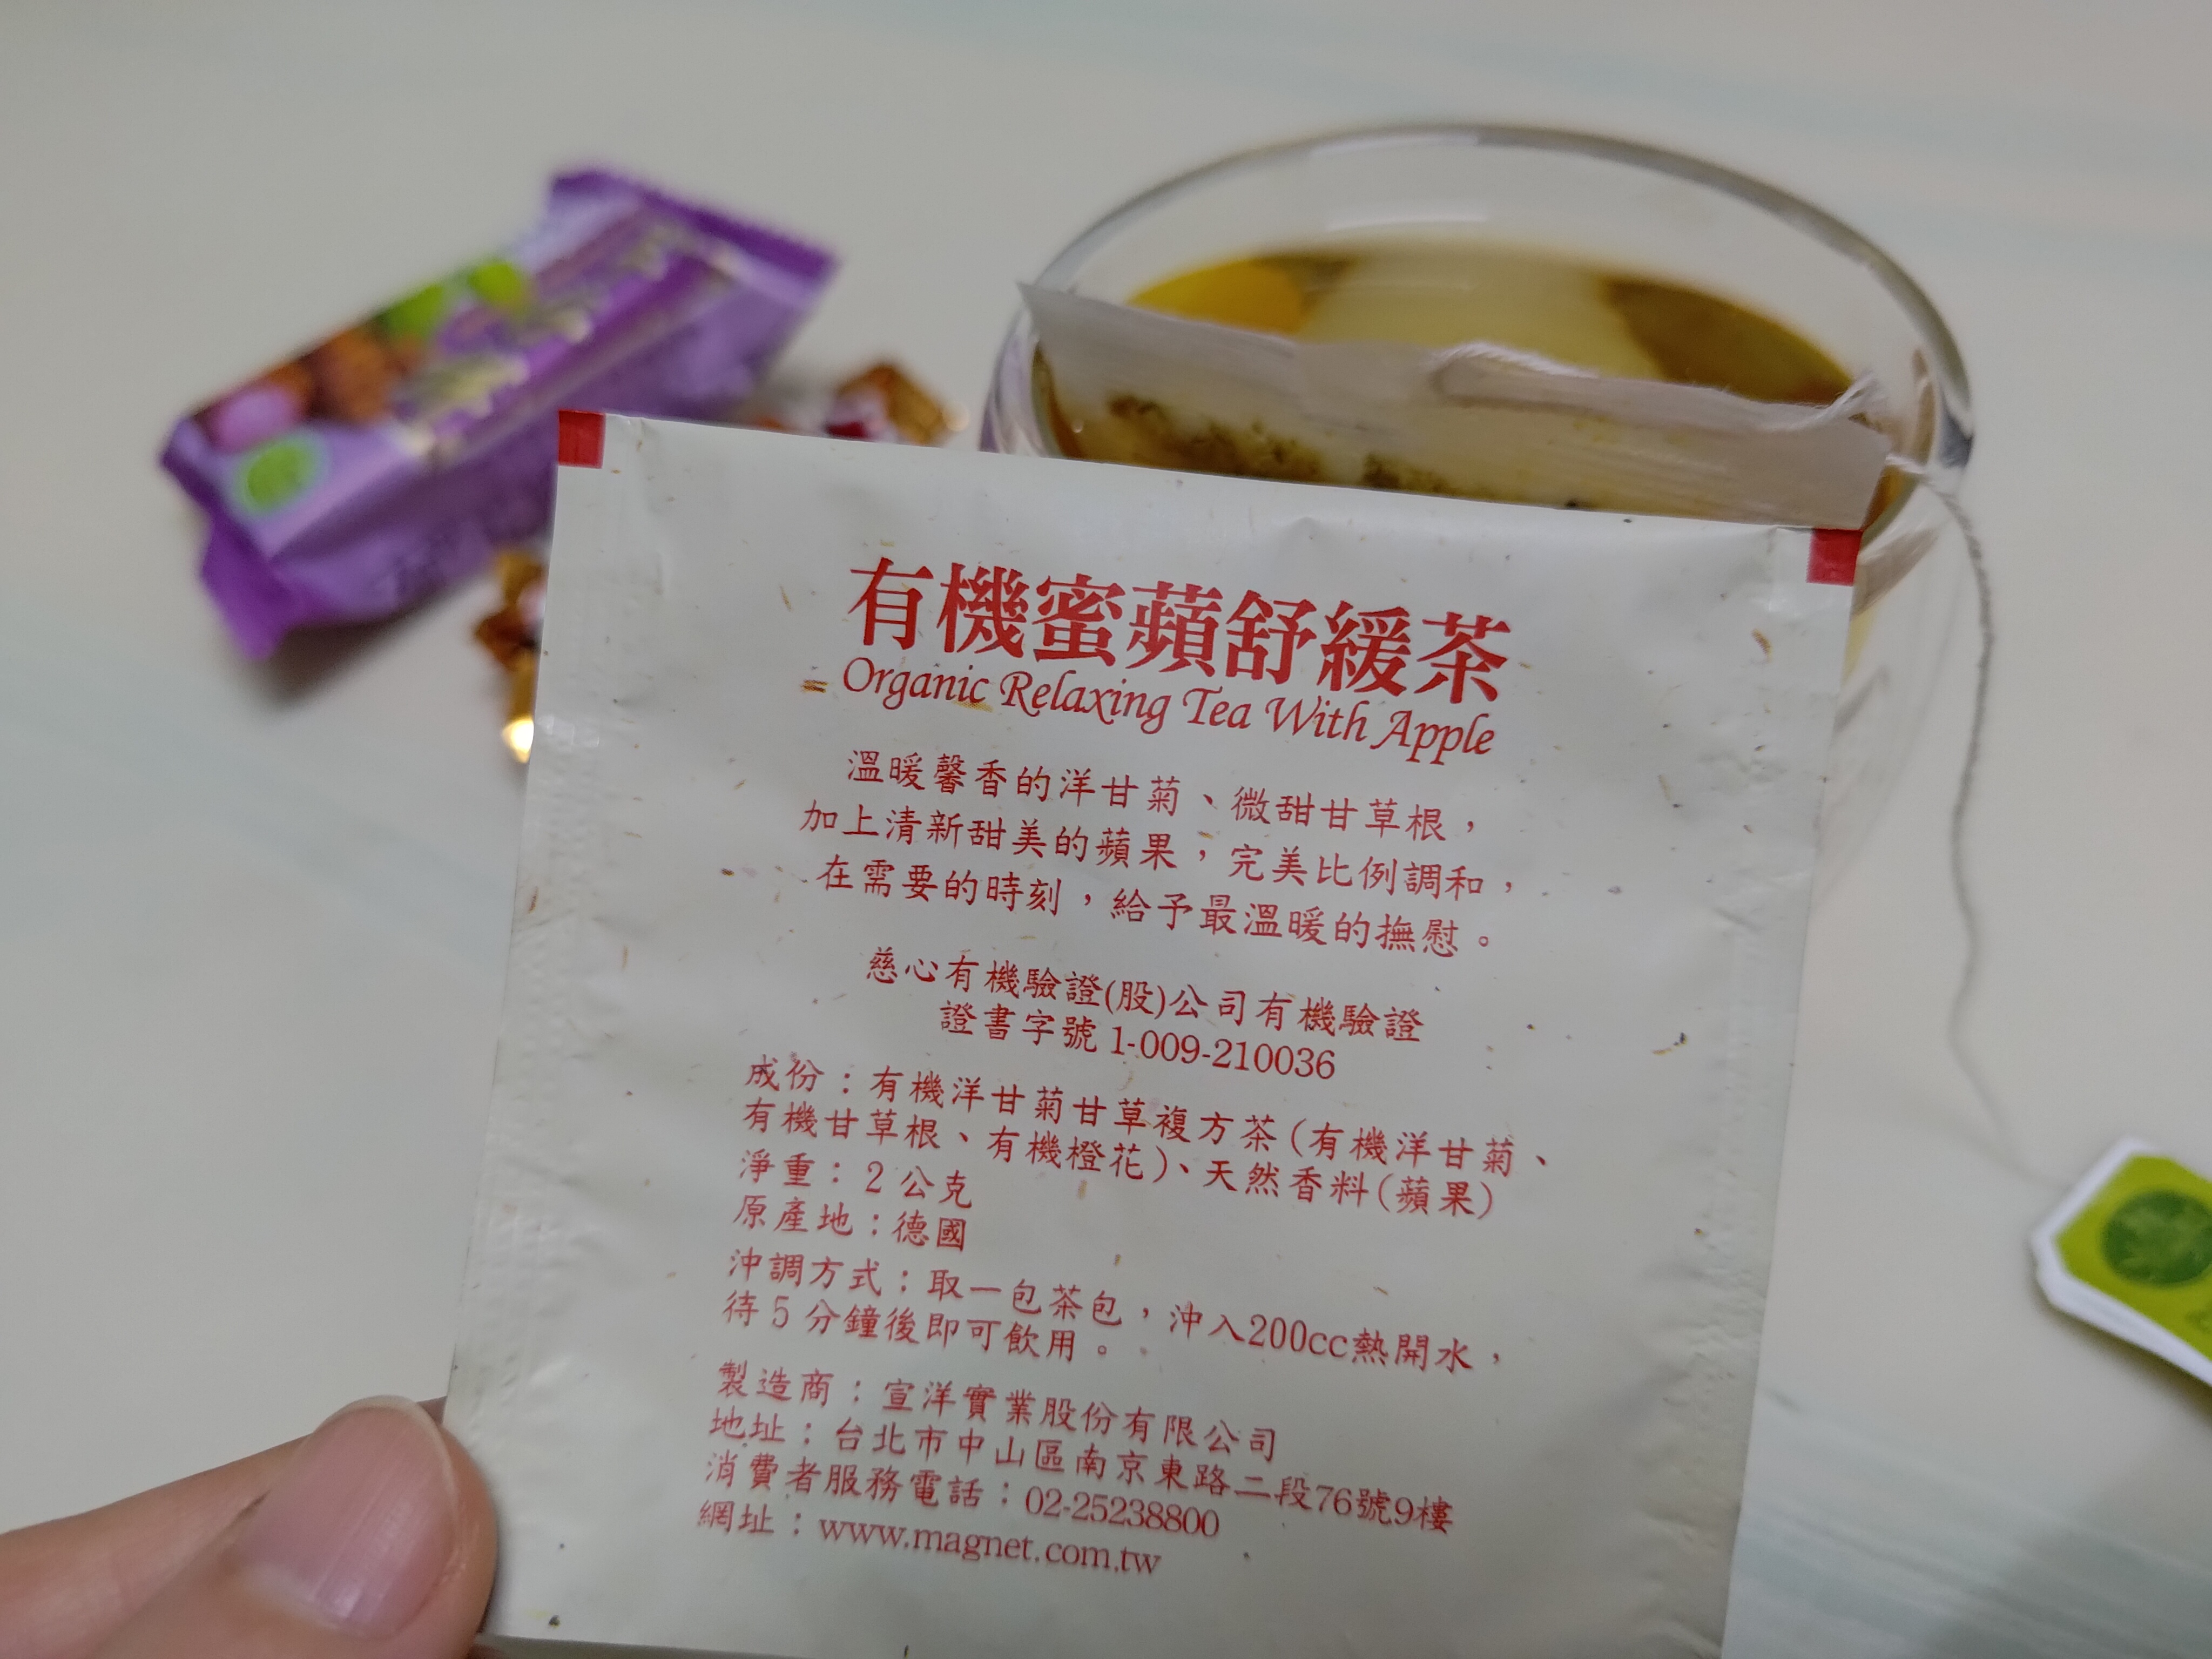 有機蜜蘋舒緩茶
Organic Relaxing Tea With Apple
溫暖馨香的洋甘菊、微甜甘草根，
加上清新甜美的蘋果，完美比例調和，
在需要的時刻，給予最溫暖的撫慰。
慈心有機驗證(股)公司有機驗證
證書字號 1-009-210036
成份：有機洋甘菊甘草複方茶(有機洋甘菊、
有機甘草根、有機橙花)、天然香料(蘋果)
淨重： 2 公克
原產地：德國
沖調方式：取一包茶包，沖入200cc熱開水，
待 5 分鐘後即可飲用。
製造商：宣洋實業股份有限公司
地址：台北市中山區南京東路二段76號9樓
消費者服務電話：02-25238800
網址：www.magnet.com.tw